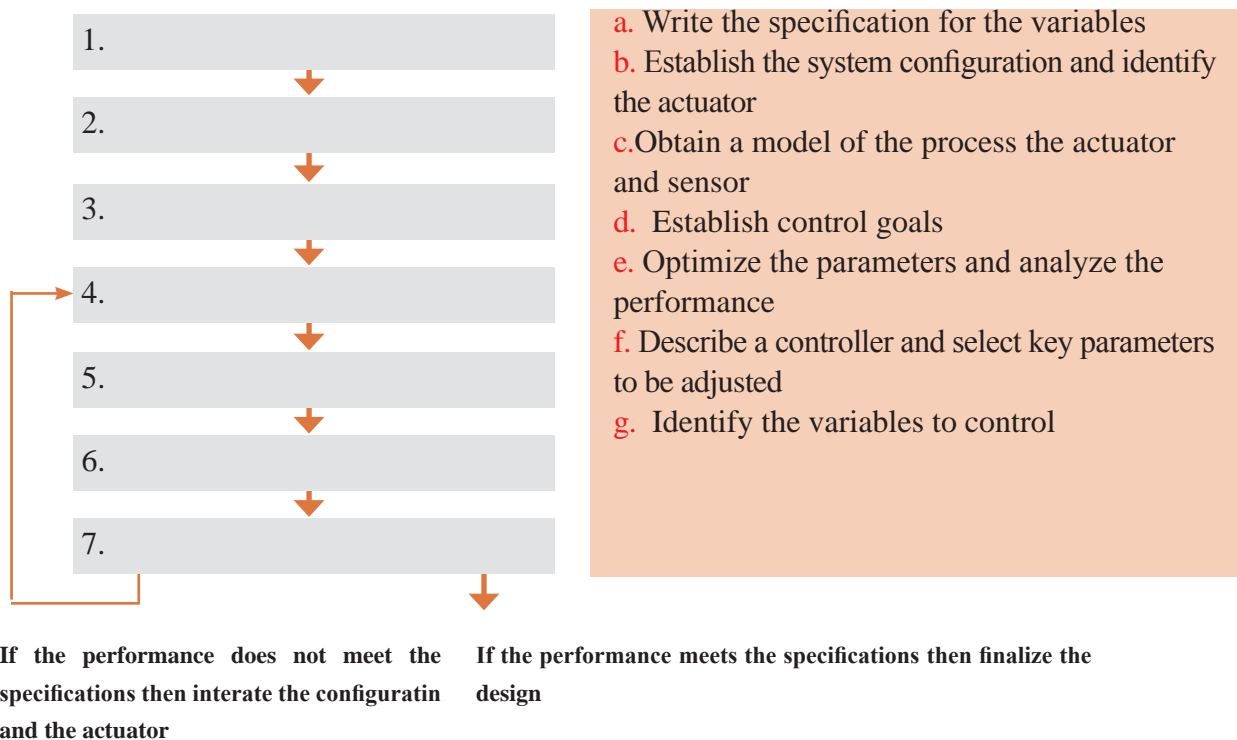 1.
2.
3.
4.
5.
6.
7.
a. Write the specification for the variables
b. Establish the system configuration and identify
the actuator
c.Obtain a model of the process the actuator
and sensor
d. Establish control goals
e. Optimize the parameters and analyze the
performance
f. Describe a controller and select key parameters
to be adjusted
g. Identify the variables to control
If the performance does not meet the
specifications then interate the configuratin
and the actuator
If the performance meets the specifications then finalize the
design